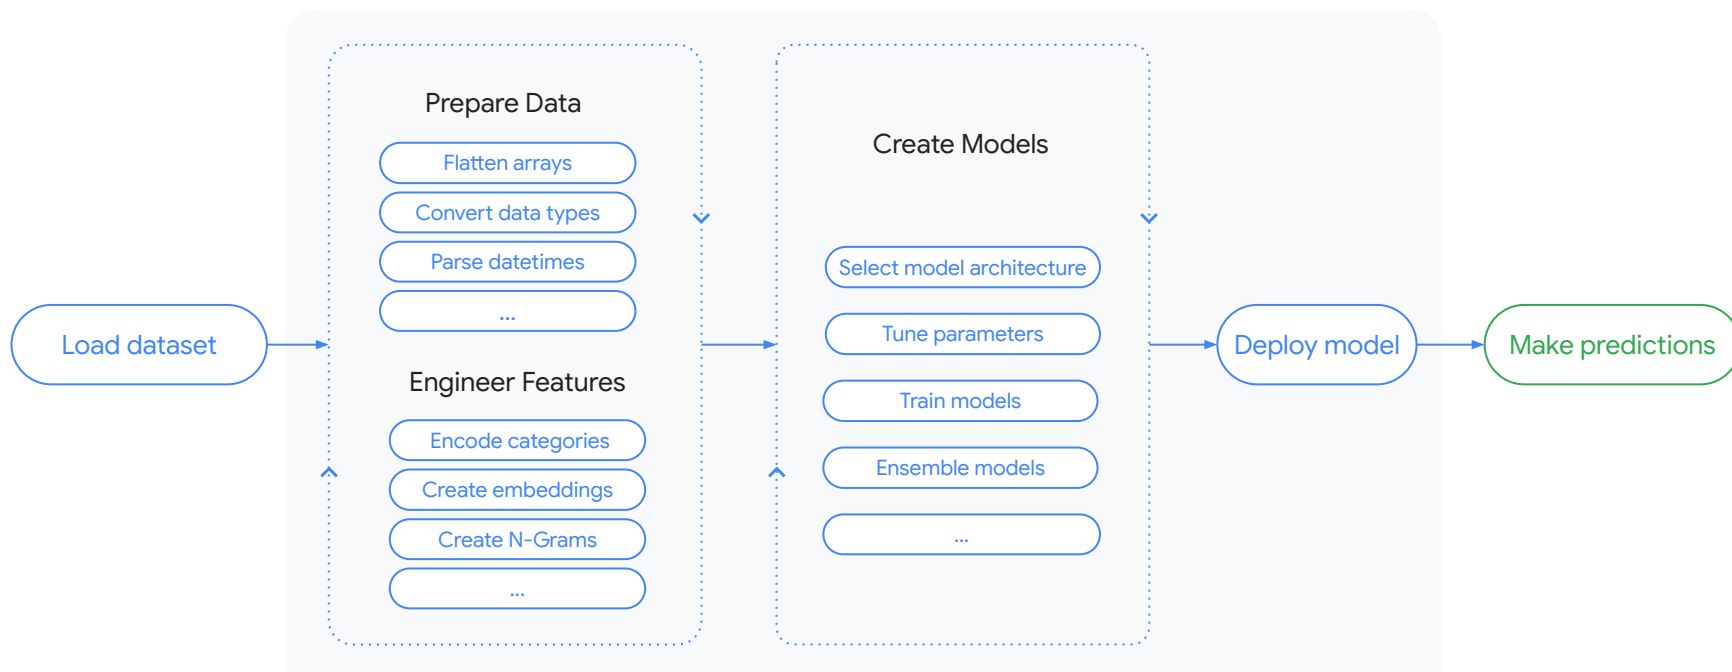 Load dataset
Prepare Data
Flatten arrays
Convert data types
Parse datetimes
...
Engineer Features
Encode categories
Create embeddings
Create N-Grams
...
Create Models
Select model architecture
Tune parameters
Train models
Ensemble models
...
Deploy model
Make predictions